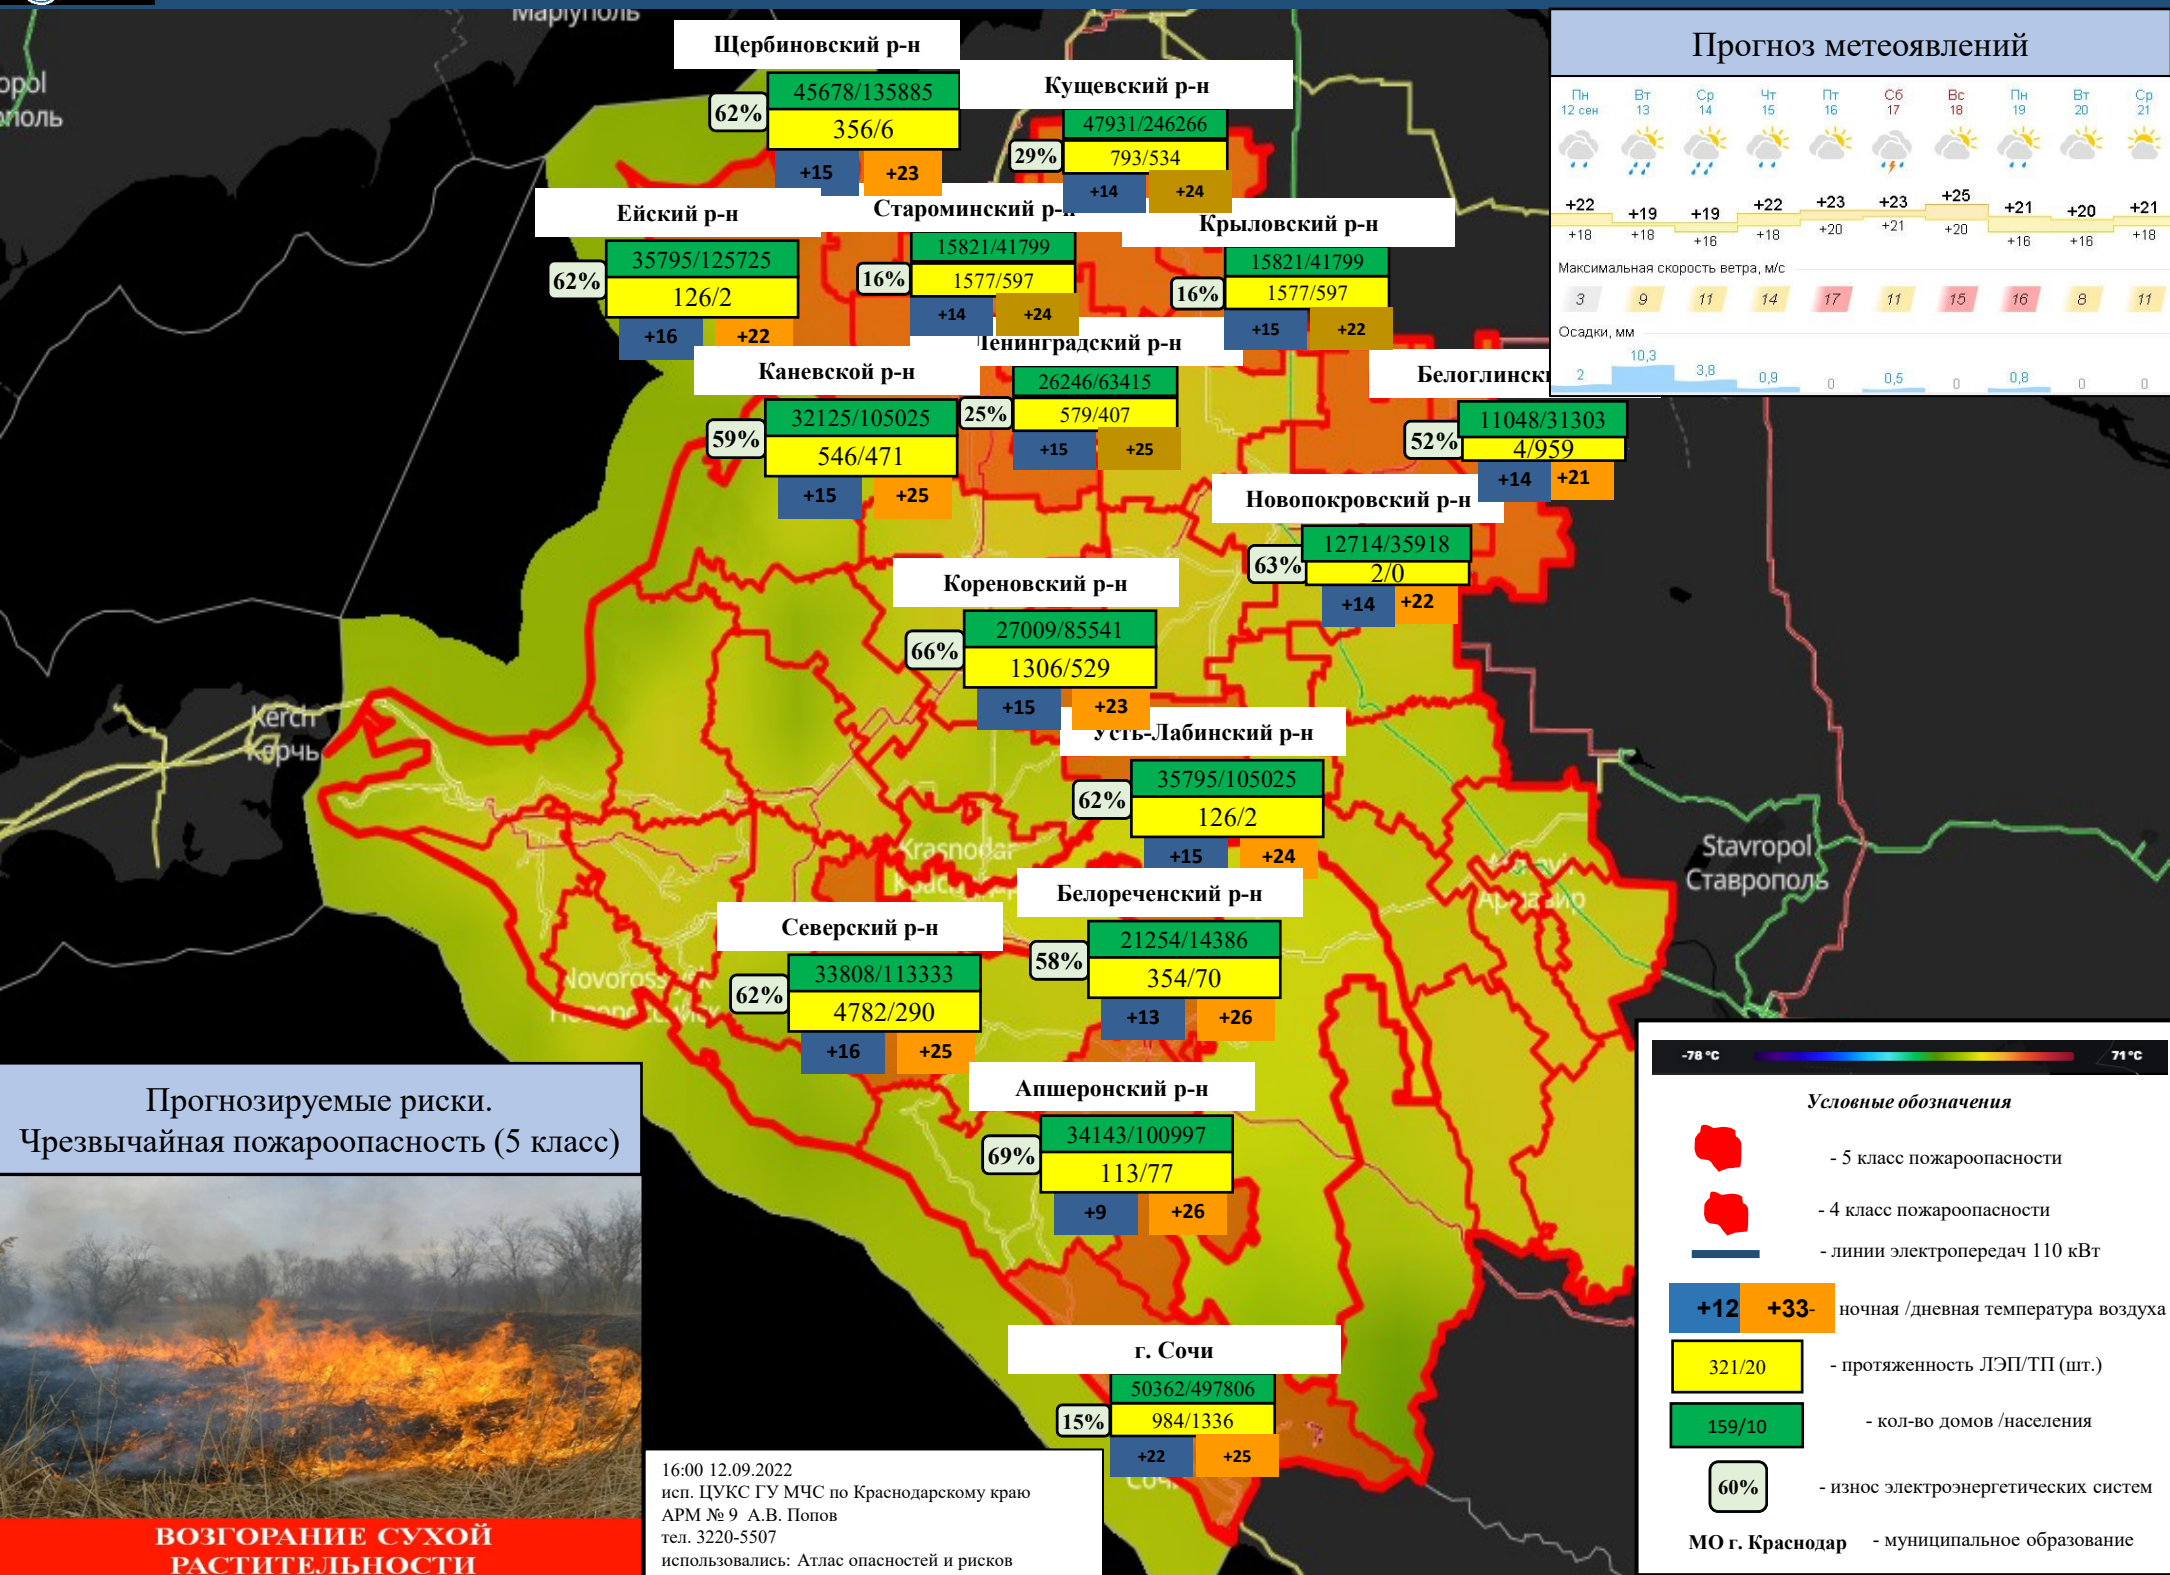 Маріуполь
opol
Щербиновский р-н
45678/135885
62%
356/6
+15 +23
Кущевский р-н
47931/246266
29%
793/534
+14 +24
Ейский р-н
35795/125725
62%
126/2
+16 +22
Староминский р-н
15821/41799
16%
1577/597
+14 +24
Крыловский р-н
15821/41799
16%
1577/597
+15 +22
Каневской р-н
32125/105025
59%
546/471
+15 +25
Ленинградский р-н
26246/63415
25%
579/407
+15 +25
Белоглински
11048/31303
52%
4/959
+14 +21
Новопокровский р-н
12714/35918
63%
2/0
+14 +22
Кореновский р-н
27009/85541
66%
1306/529
+15 +23
Усть-Лабинский р-н
35795/105025
62%
126/2
+15 +24
Белореченский р-н
21254/14386
58%
354/70
+13 +26
Северский р-н
33808/113333
62%
4782/290
+16 +25
Апшеронский р-н
34143/100997
69%
113/77
+9 +26
г. Сочи
50362/497806
15%
984/1336
+22 +25
Kerch
Керчь
Krasnodar
Novorossiysk
Новороссийск
Армавир
Stavropol
Ставрополь
Прогноз метеоявлений
Пн Вт Ср Чт Пт Сб Вс Пн Вт Ср
12 сен 13 14 15 16 17 18 19 20 21
+22 +19 +19 +22 +23 +23 +25 +21 +20 +21
+18 +18 +16 +18 +20 +21 +20 +16 +16 +18
Максимальная скорость ветра, м/с
3 9 11 14 17 11 15 16 8 11
Осадки, мм
2 10,3 3,8 0,9 0 0,5 0 0,8 0 0
Прогнозируемые риски.
Чрезвычайная пожароопасность (5 класс)
ВОЗГОРАНИЕ СУХОЙ
РАСТИТЕЛЬНОСТИ
16:00 12.09.2022
исп. ЦУКС ГУ МЧС по Краснодарскому краю
АРМ № 9 А.В. Попов
тел. 3220-5507
использовались: Атлас опасностей и рисков
-78 °C 71 °C
Условные обозначения
- 5 класс пожароопасности
- 4 класс пожароопасности
- линии электропередач 110 кВт
+12 +33 - ночная /дневная температура воздуха
321/20 - протяженность ЛЭП/ТП (шт.)
159/10 - кол-во домов /населения
60% - износ электроэнергетических систем
МО г. Краснодар - муниципальное образование